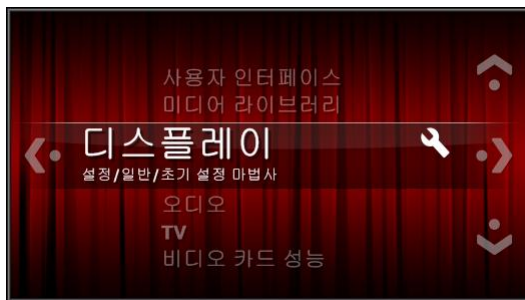 사용자 인터페이스
미디어 라이브러리
디스플레이
설정/일반/초기 설정 마법사
오디오
TV
비디오 카드 성능